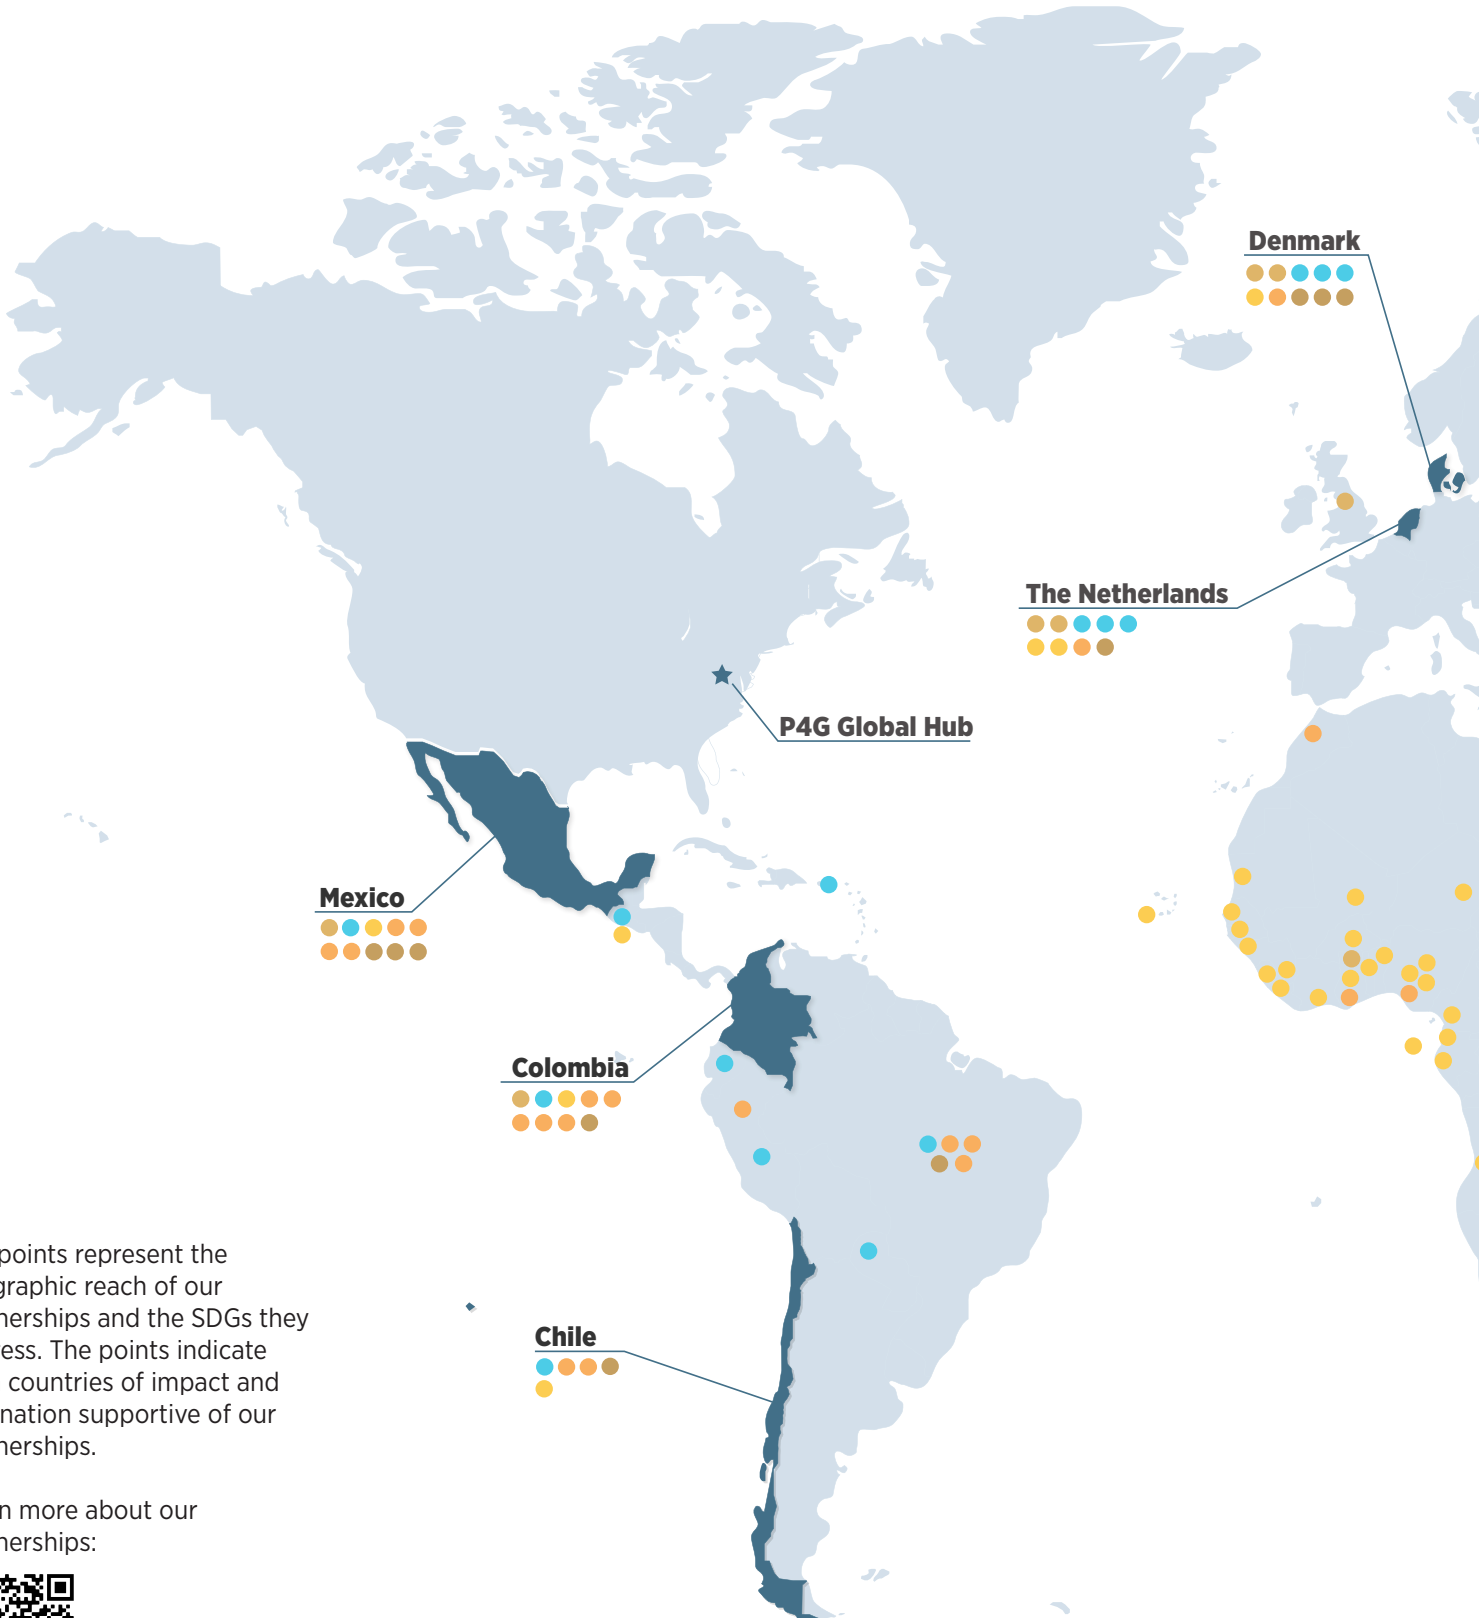 Denmark
The Netherlands
P4G Global Hub
Mexico
Colombia
Chile
points represent the
graphic reach of our
nerships and the SDGs they
ress. The points indicate
countries of impact and
nation supportive of our
nerships.
n more about our
nerships: